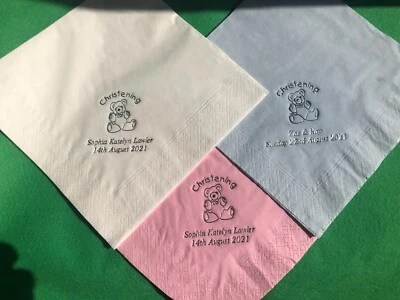 Christening
Sophia Katelyn Lawler
14th August 2021
Christening
Christening
Sophia Katelyn Lawler
14th August 2021